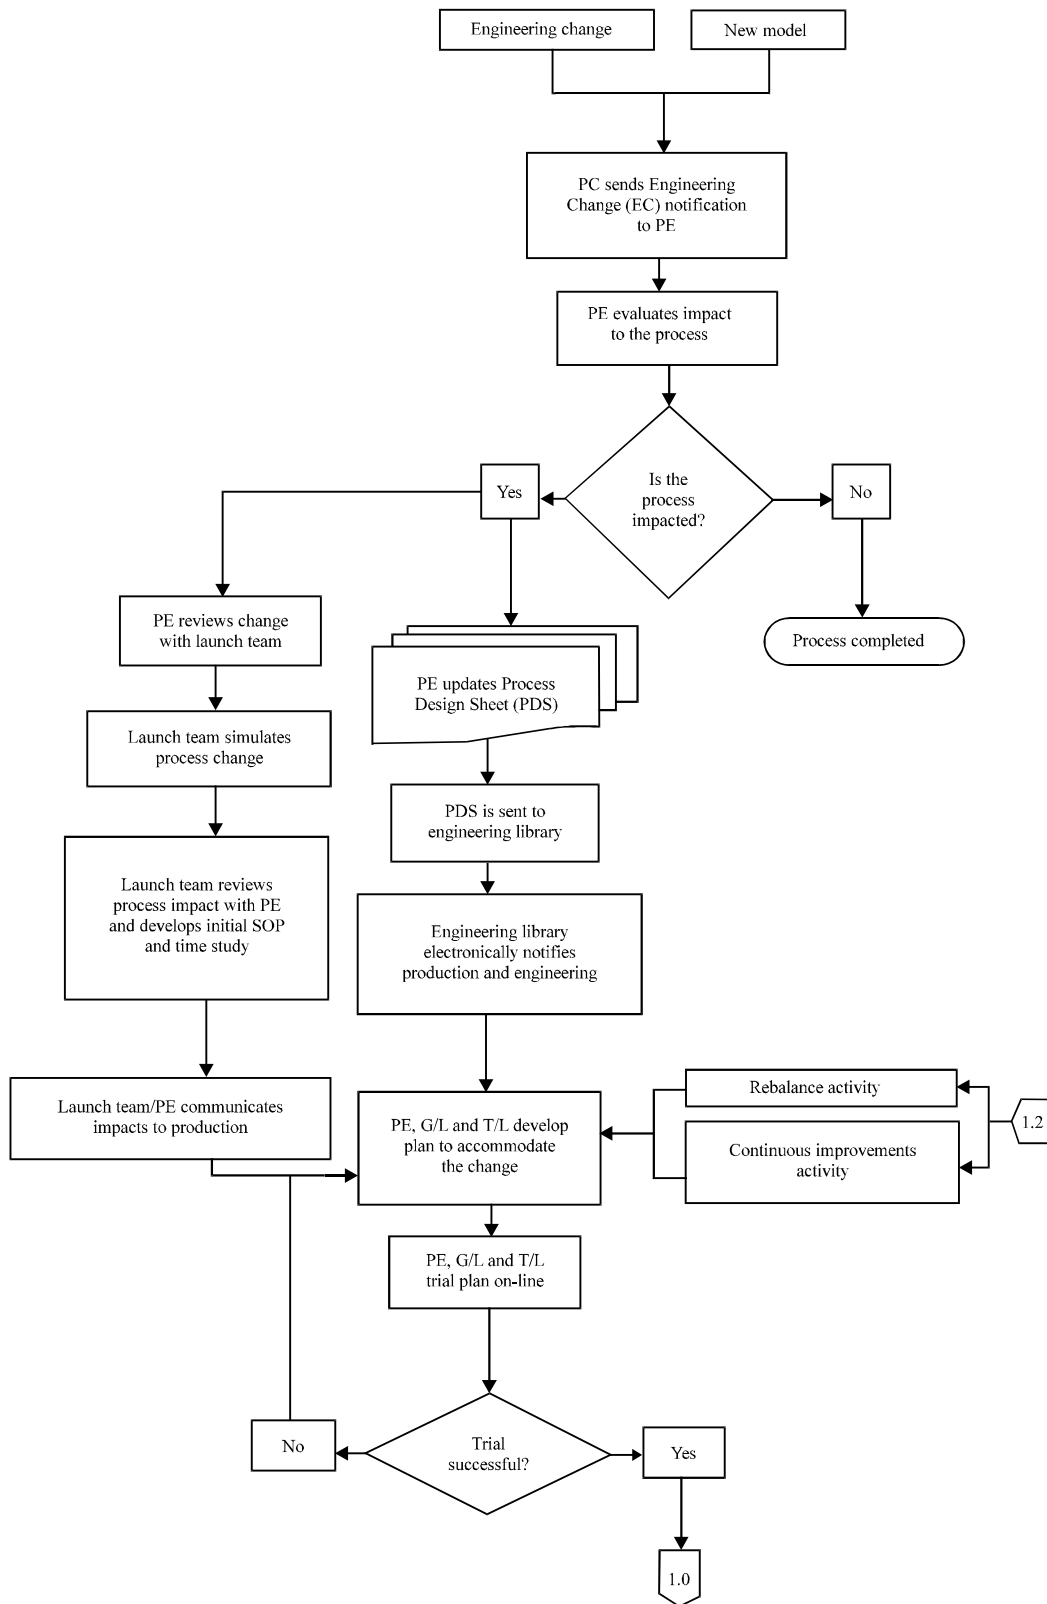 Engineering change
New model
PC sends Engineering
Change (EC) notification
to PE
PE evaluates impact
to the process
Is the
process
impacted?
Yes
No
PE reviews change
with launch team
Process completed
PE updates Process
Design Sheet (PDS)
Launch team simulates
process change
PDS is sent to
engineering library
Launch team reviews
process impact with PE
and develops initial SOP
and time study
Engineering library
electronically notifies
production and engineering
Launch team/PE communicates
impacts to production
PE, G/L and T/L develop
plan to accommodate
the change
Rebalance activity
Continuous improvements
activity
1.2
PE, G/L and T/L
trial plan on-line
Trial
successful?
No
Yes
1.0